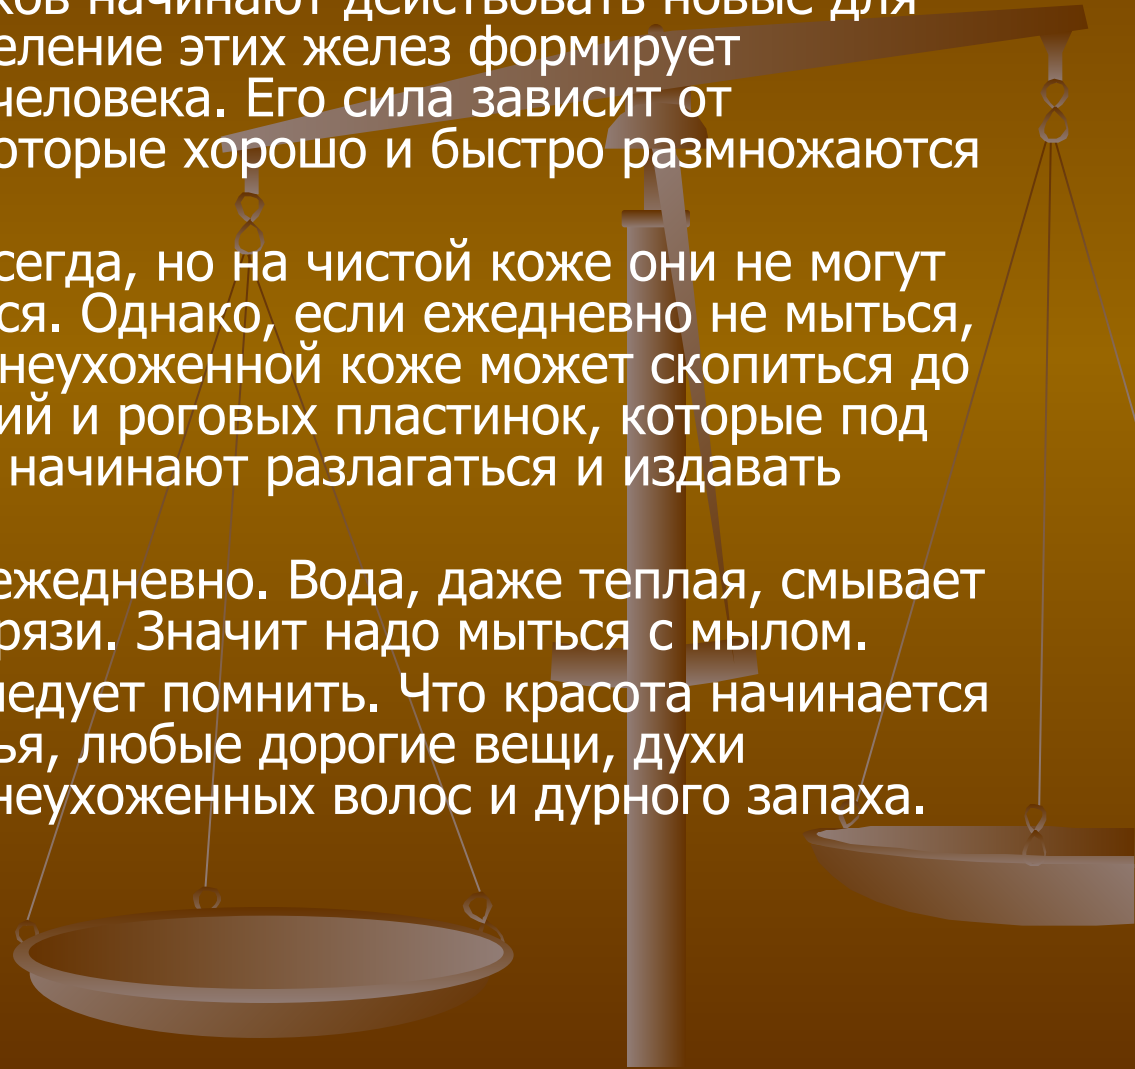 ков начинают действовать новые для
еление этих желез формирует
человека. Его сила зависит от
оторые хорошо и быстро размножаются
сегда, но на чистой коже они не могут
ся. Однако, если ежедневно не мыться,
неухоженной коже может скопиться до
ий и роговых пластинок, которые под
начинают разлагаться и издавать
ежедневно. Вода, даже теплая, смывает
рязи. Значит надо мыться с мылом.
ледует помнить. Что красота начинается
ья, любые дорогие вещи, духи
неухоженных волос и дурного запаха.